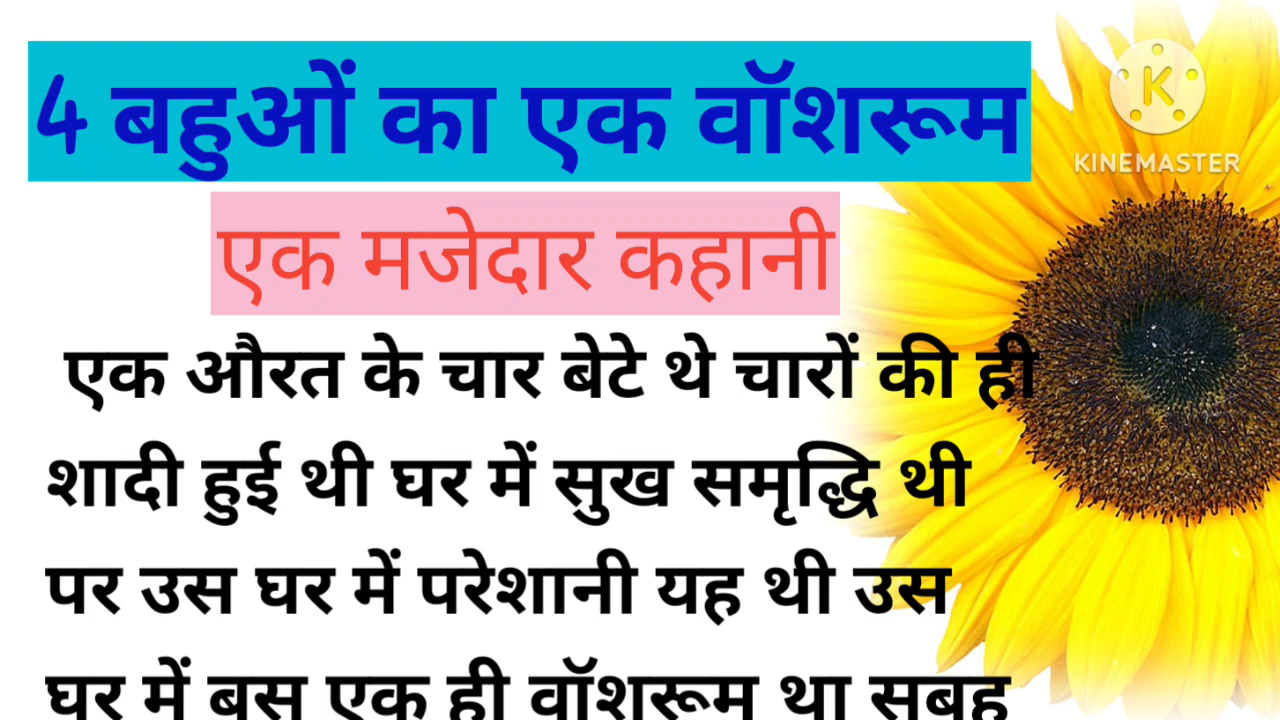 4 बहुओं का एक वॉशरूम
K
KINEMASTER
एक मजेदार कहानी
एक औरत के चार बेटे थे चारों की ही
शादी हुई थी घर में सुख समृद्धि थी
पर उस घर में परेशानी यह थी उस
घर में बस एक ही वॉशरूम था सुबह